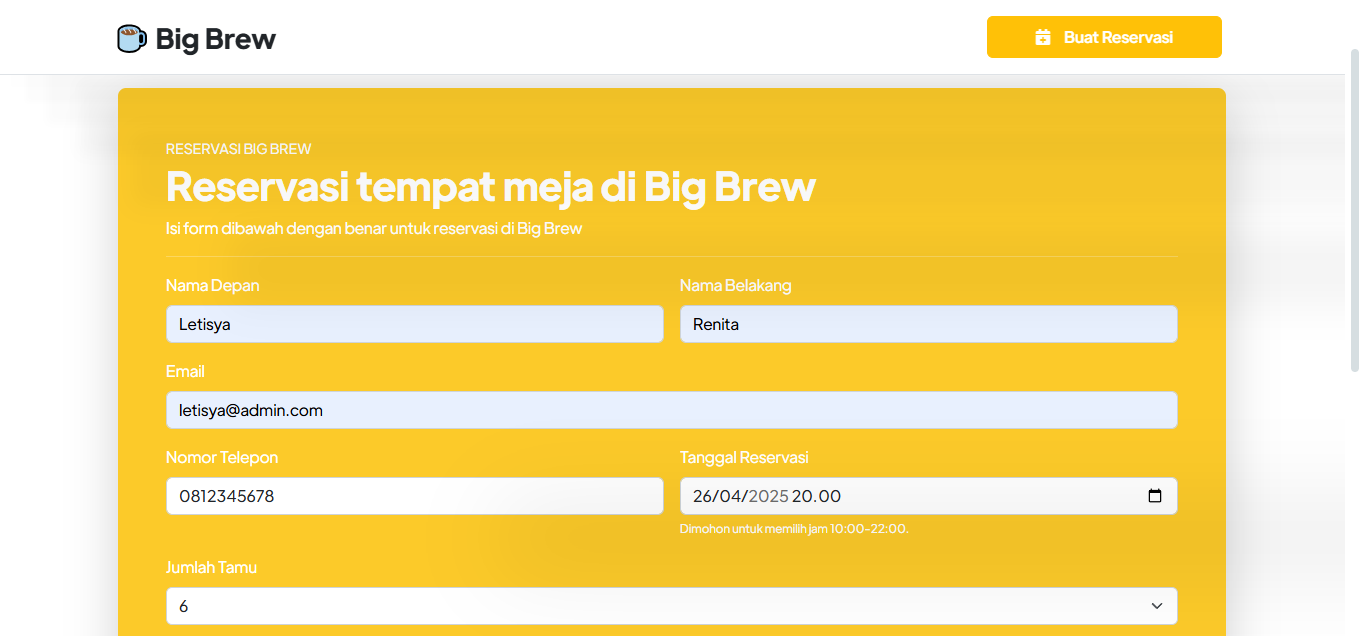 Big Brew
Buat Reservasi
RESERVASI BIG BREW
Reservasi tempat meja di Big Brew
Isi form dibawah dengan benar untuk reservasi di Big Brew
Nama Depan
Nama Belakang
Letisya
Renita
Email
letisya@admin.com
Nomor Telepon
Tanggal Reservasi
0812345678
26/04/2025 20.00
Dimohon untuk memilih jam 10:00-22:00.
Jumlah Tamu
6